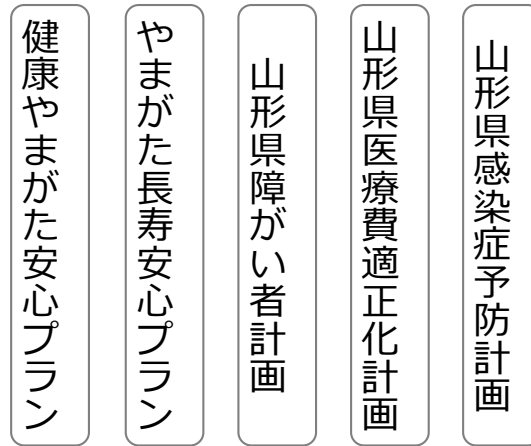 健康やまがた安心プラン
やまがた長寿安心プラン
山形県障がい者計画
山形県医療費適正化計画
山形県感染症予防計画